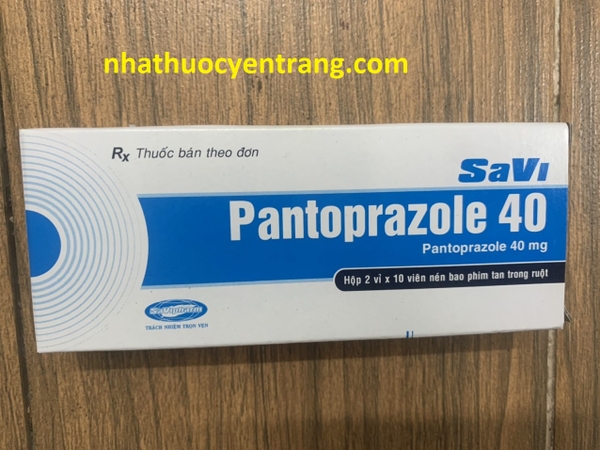 nhathuocyentrang.com
Rx Thuốc bán theo đơn
SaVi
Pantoprazole 40
Pantoprazole 40 mg
Hộp 2 vỉ x 10 viên nén bao phim tan trong ruột
SaVipharm
TRÁCH NHIỆM TRỌN VẸN